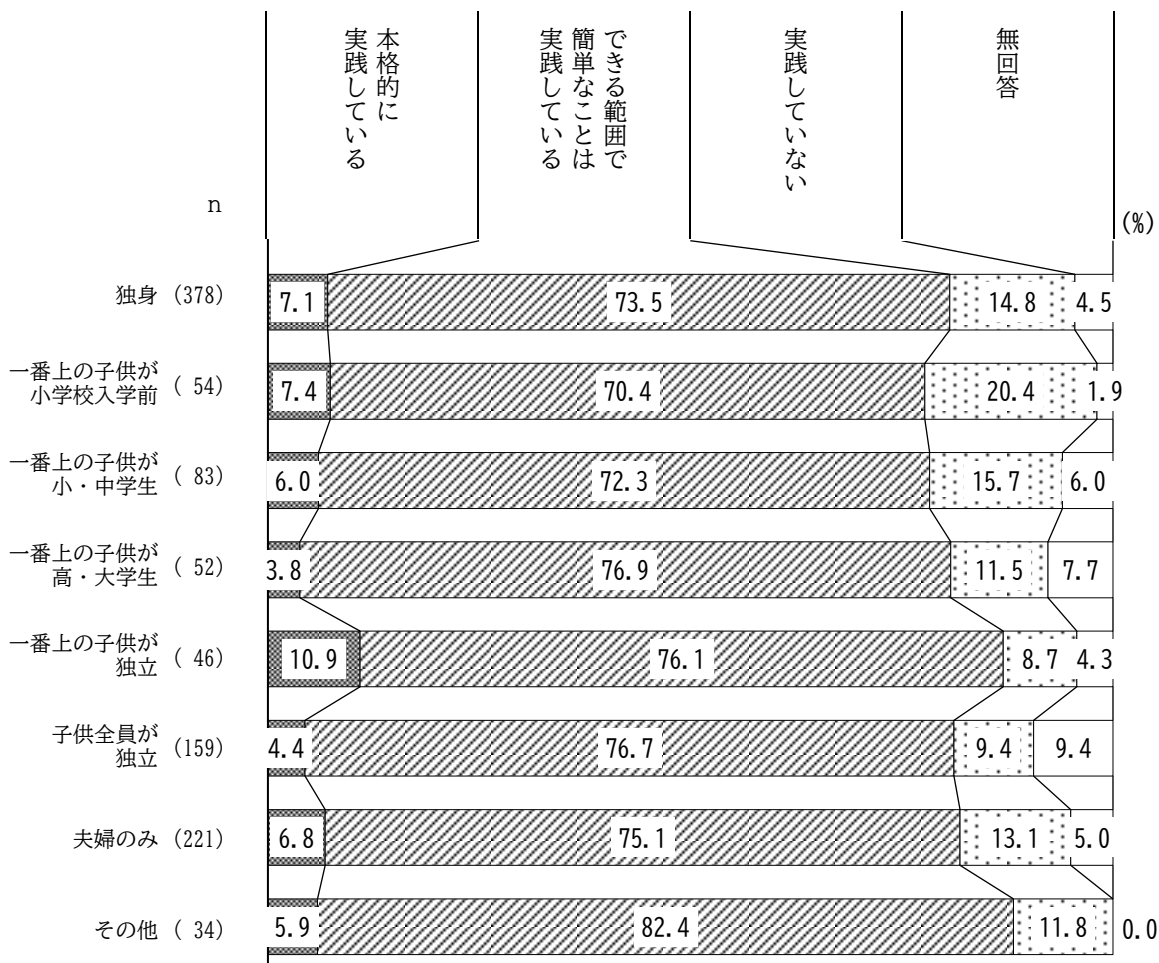 本格的に
実践している
できる範囲で
簡単なことは
実践している
実践していない
無回答
n
(%)
独身 (378)
7.1 73.5 14.8 4.5
一番上の子供が
小学校入学前 ( 54)
7.4 70.4 20.4 1.9
一番上の子供が
小・中学生 ( 83)
6.0 72.3 15.7 6.0
一番上の子供が
高・大学生 ( 52)
3.8 76.9 11.5 7.7
一番上の子供が
独立 ( 46)
10.9 76.1 8.7 4.3
子供全員が
独立 (159)
4.4 76.7 9.4 9.4
夫婦のみ (221)
6.8 75.1 13.1 5.0
その他 ( 34)
5.9 82.4 11.8 0.0